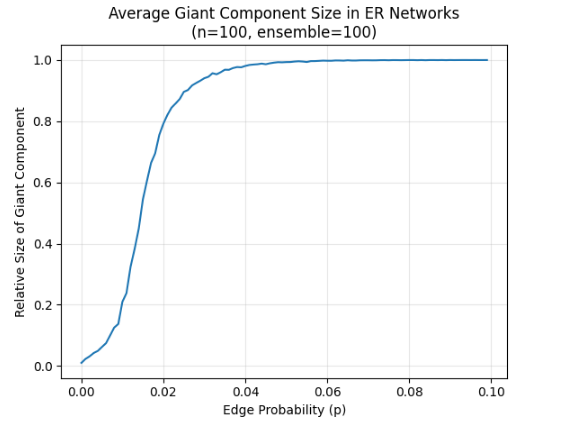 Average Giant Component Size in ER Networks
(n=100, ensemble=100)
1.0
0.8
0.6
0.4
0.2
0.0
Relative Size of Giant Component
0.00 0.02 0.04 0.06 0.08 0.10
Edge Probability (p)